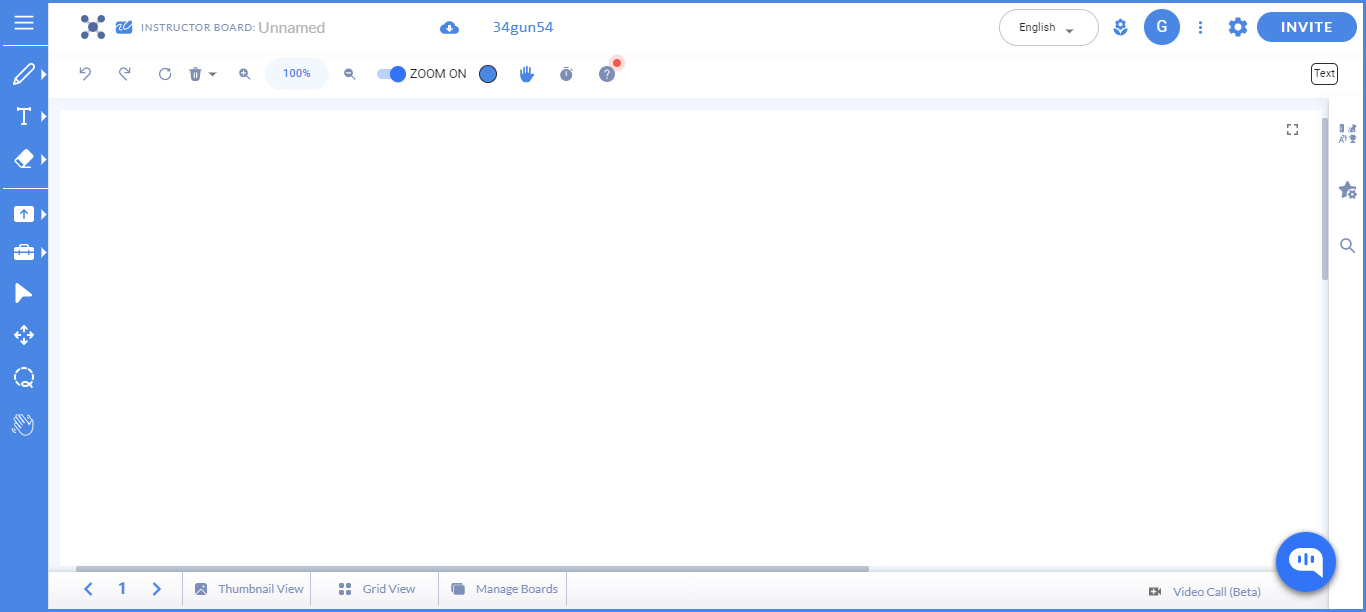 INSTRUCTOR BOARD: Unnamed 34gun54 English G INVITE
100% ZOOM ON ? Text
T
1 Thumbnail View Grid View Manage Boards Video Call (Beta)